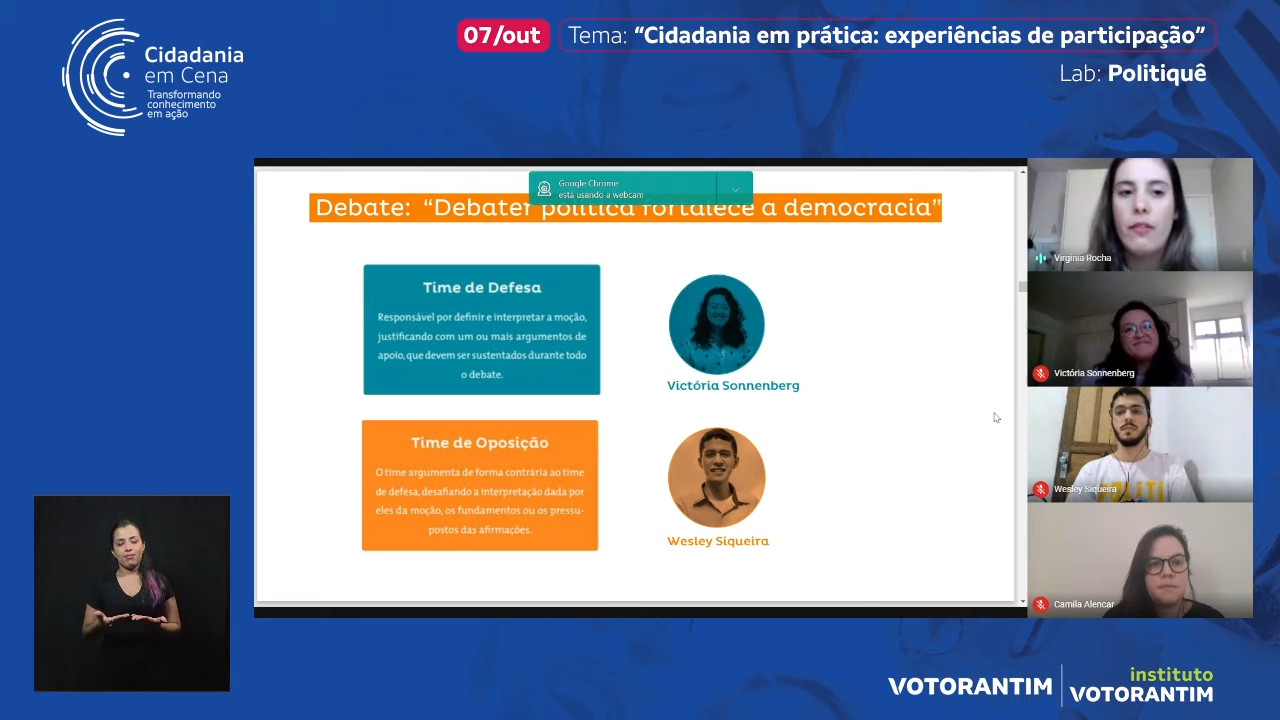 Cidadania
em Cena
Transformando
conhecimento
em ação
07/out
Tema: “Cidadania em prática: experiências de participação”
Lab: Politiquê
Google Chrome
está usando a webcam
Debate: “Debater política fortalece a democracia”
Time de Defesa
Responsável por definir e interpretar a moção,
justificando com um ou mais argumentos de
apoio, que devem ser sustentados durante todo
o debate.
Victória Sonnenberg
Time de Oposição
O time argumenta de forma contrária ao time
de defesa, desafiando a interpretação dada por
eles da moção, os fundamentos ou os pressu-
postos das afirmações.
Wesley Siqueira
Virginia Rocha
Victória Sonnenberg
Wesley Siqueira
Camila Alencar
VOTORANTIM
instituto
VOTORANTIM